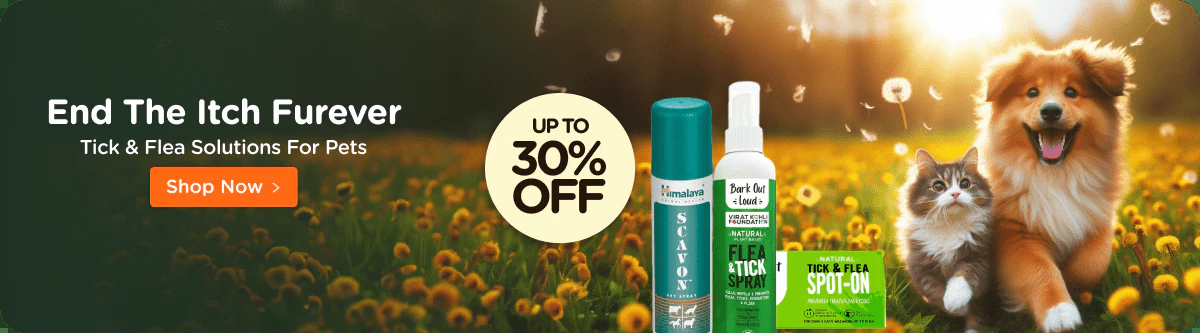 End The Itch Furever
Tick & Flea Solutions For Pets
Shop Now >
UP TO
30%
OFF
Himalaya
SCAVON
Bark Out
Loud
VIRAT KOHLI
FOUNDATION
NATURAL
FLEA
& TICK
SPRAY
NATURAL
TICK & FLEA
SPOT-ON